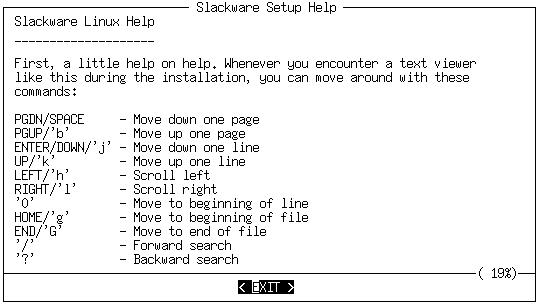 Slackware Setup Help
Slackware Linux Help
--------------------
First, a little help on help. Whenever you encounter a text viewer
like this during the installation, you can move around with these
commands:
PGDN/SPACE - Move down one page
PGUP/'b' - Move up one page
ENTER/DOWN/'j' - Move down one line
UP/'k' - Move up one line
LEFT/'h' - Scroll left
RIGHT/'l' - Scroll right
'0' - Move to beginning of line
HOME/'g' - Move to beginning of file
END/'G' - Move to end of file
'/' - Forward search
'?' - Backward search
( 19%)
< EXIT >